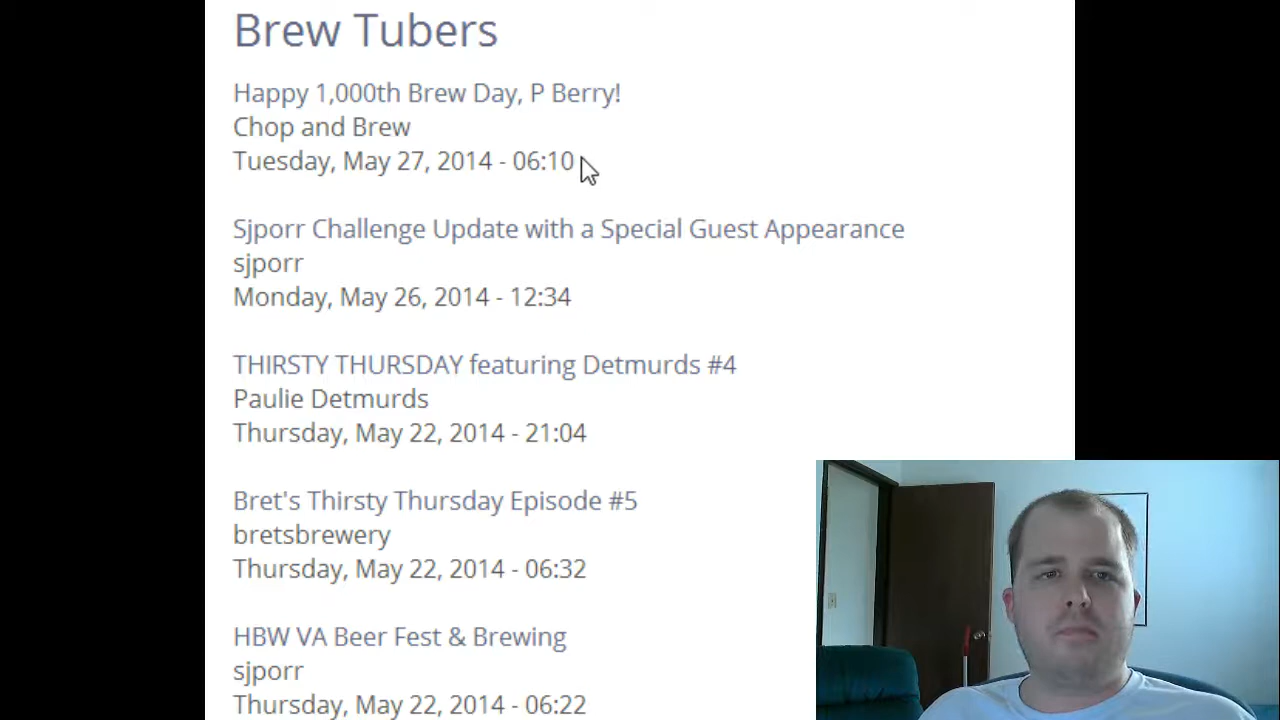 Brew Tubers
Happy 1,000th Brew Day, P Berry!
Chop and Brew
Tuesday, May 27, 2014 - 06:10
Sjporr Challenge Update with a Special Guest Appearance
sjporr
Monday, May 26, 2014 - 12:34
THIRSTY THURSDAY featuring Detmurds #4
Paulie Detmurds
Thursday, May 22, 2014 - 21:04
Bret's Thirsty Thursday Episode #5
bretsbrewery
Thursday, May 22, 2014 - 06:32
HBW VA Beer Fest & Brewing
sjporr
Thursday, May 22, 2014 - 06:22